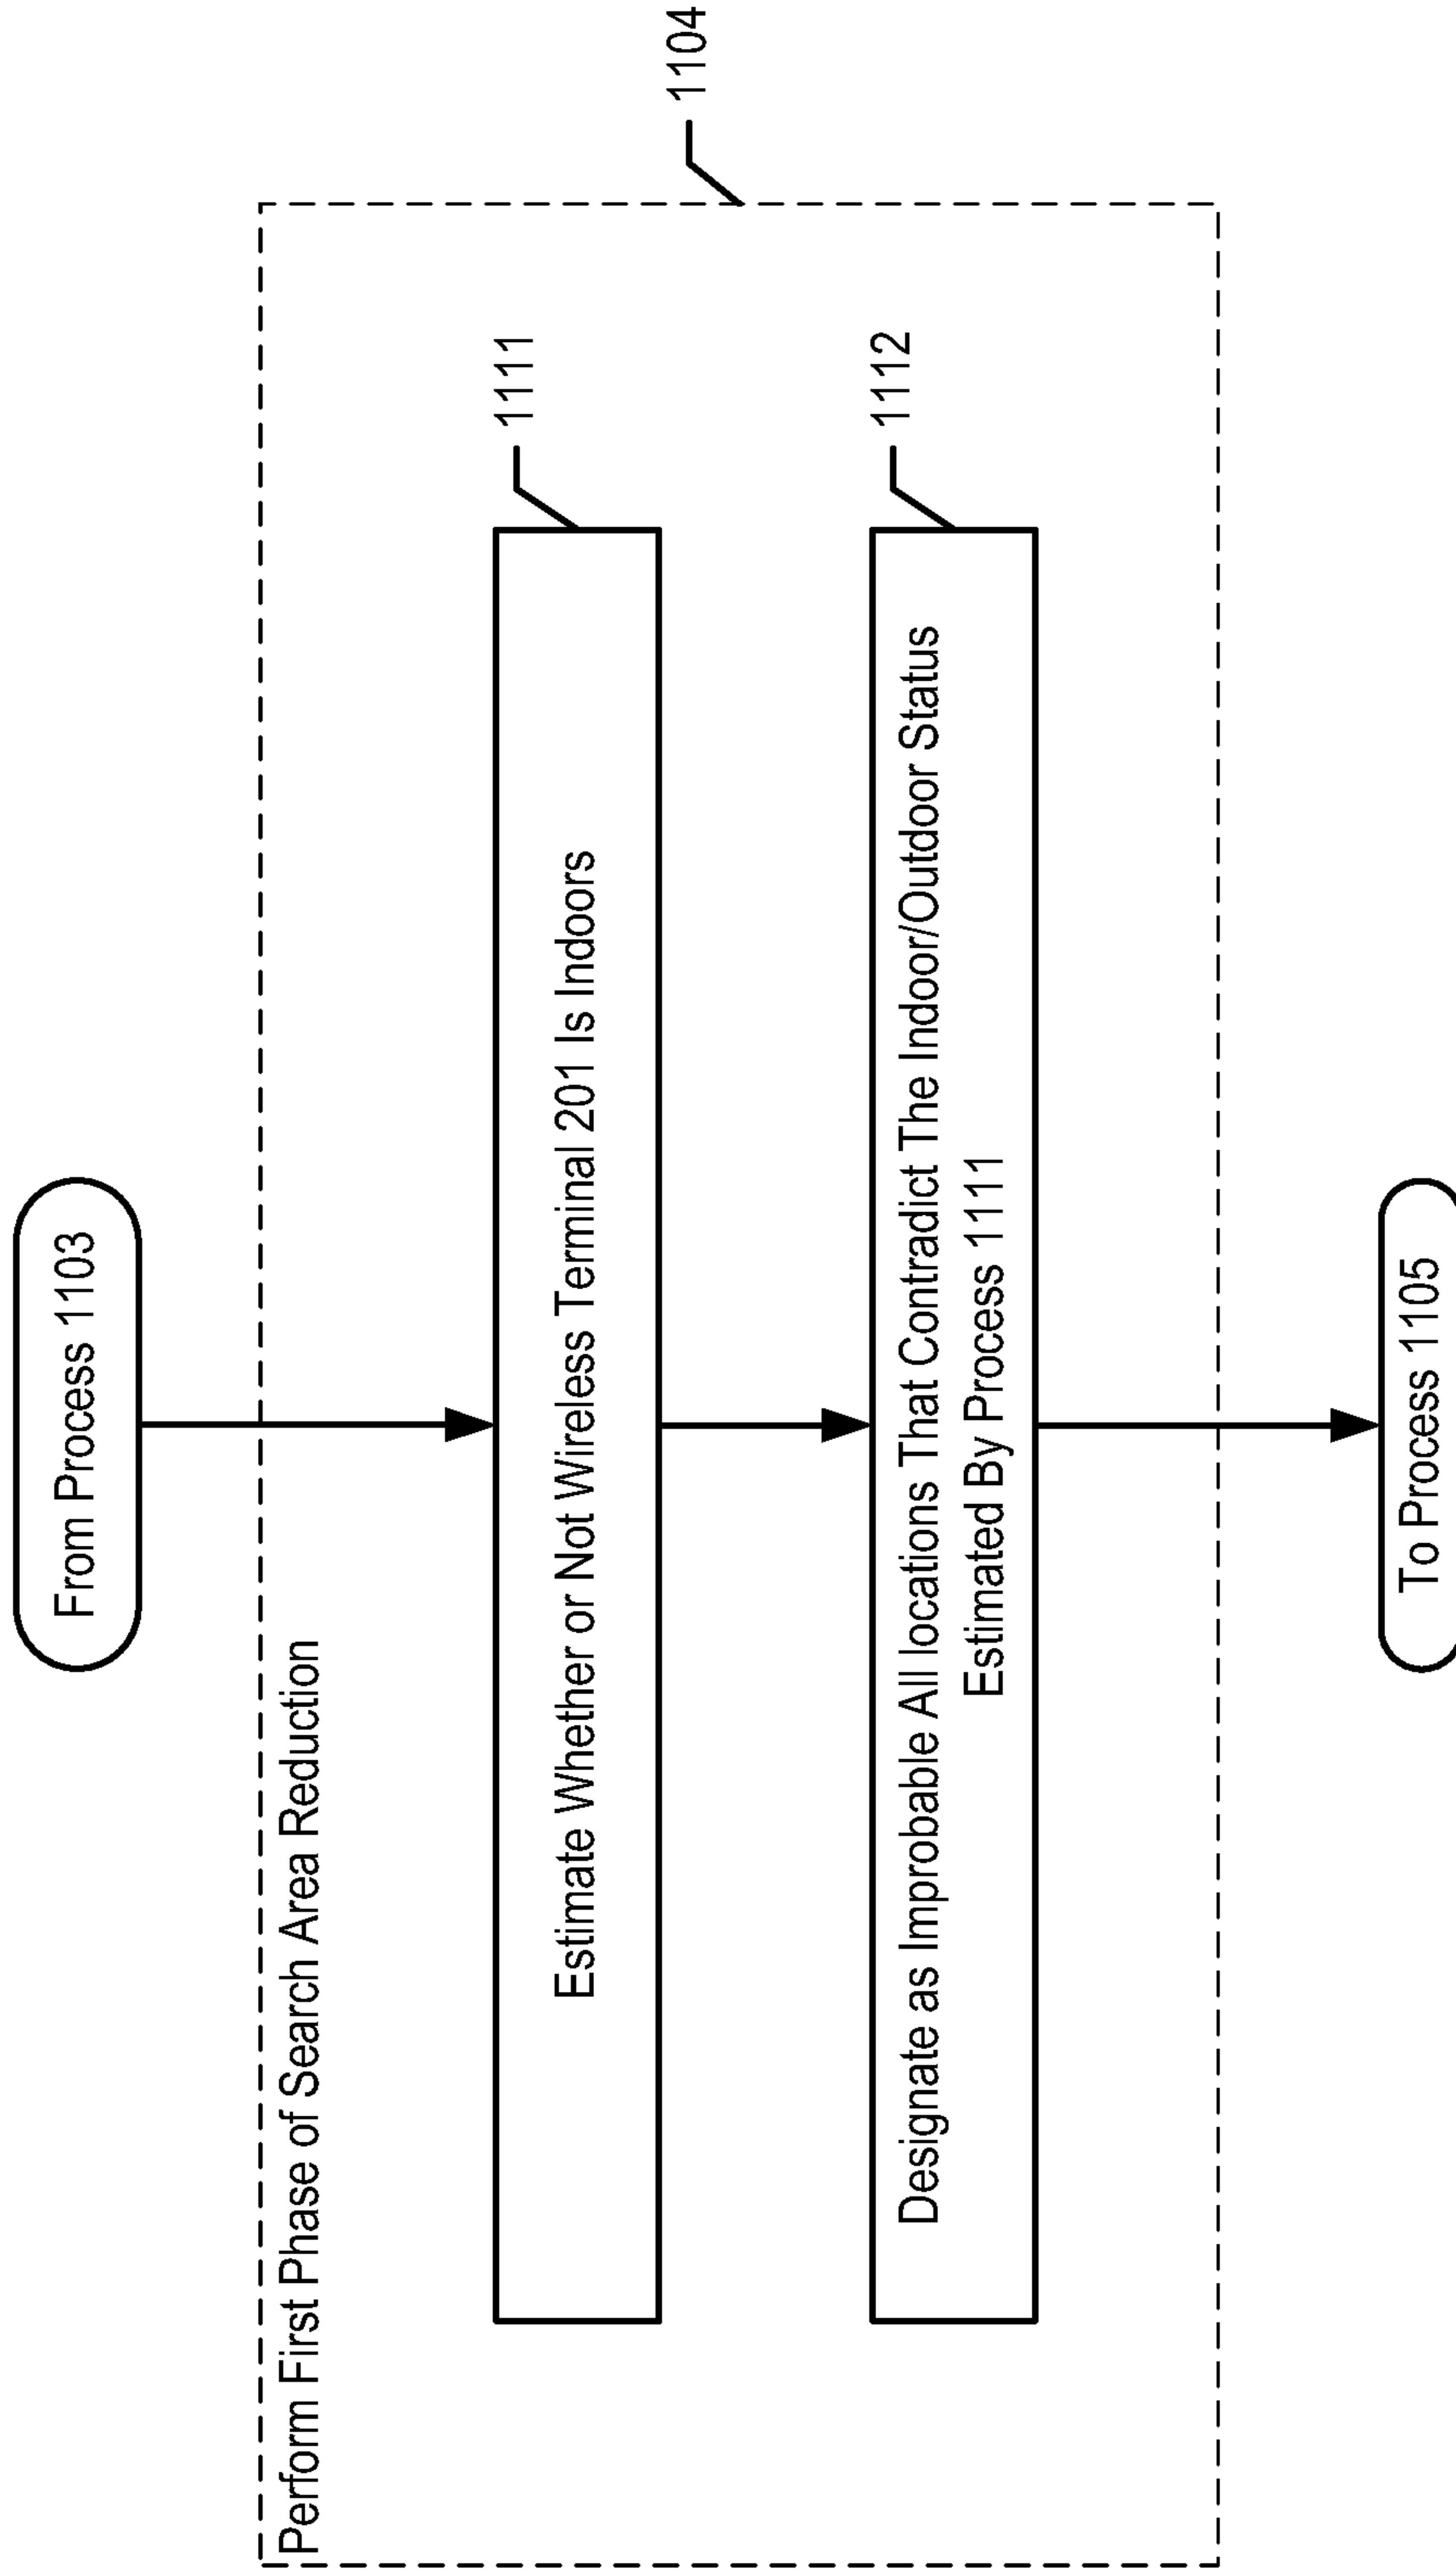 From Process 1103
Perform First Phase of Search Area Reduction
1104
1111
Estimate Whether or Not Wireless Terminal 201 Is Indoors
1112
Designate as Improbable All locations That Contradict The Indoor/Outdoor Status
Estimated By Process 1111
To Process 1105